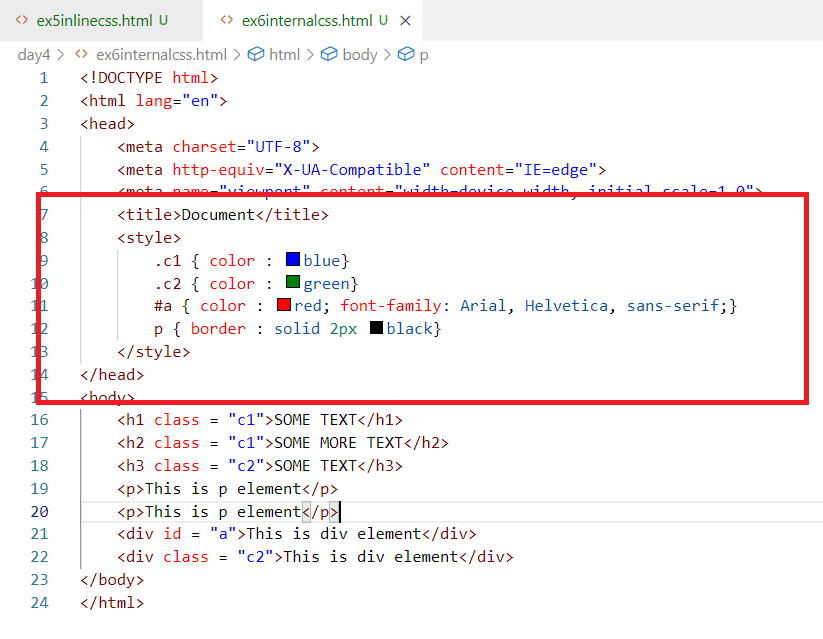 ex5inlinecss.html U ex6internalcss.html U
day4 > ex6internalcss.html > html > body > p
1 <!DOCTYPE html>
2 <html lang="en">
3 <head>
4 <meta charset="UTF-8">
5 <meta http-equiv="X-UA-Compatible" content="IE=edge">
6 <meta name="viewport" content="width=device-width, initial-scale=1.0">
7 <title>Document</title>
8 <style>
9 .c1 { color : blue}
10 .c2 { color : green}
11 #a { color : red; font-family: Arial, Helvetica, sans-serif;}
12 p { border : solid 2px black}
13 </style>
14 </head>
15 <body>
16 <h1 class = "c1">SOME TEXT</h1>
17 <h2 class = "c1">SOME MORE TEXT</h2>
18 <h3 class = "c2">SOME TEXT</h3>
19 <p>This is p element</p>
20 <p>This is p element</p>
21 <div id = "a">This is div element</div>
22 <div class = "c2">This is div element</div>
23 </body>
24 </html>